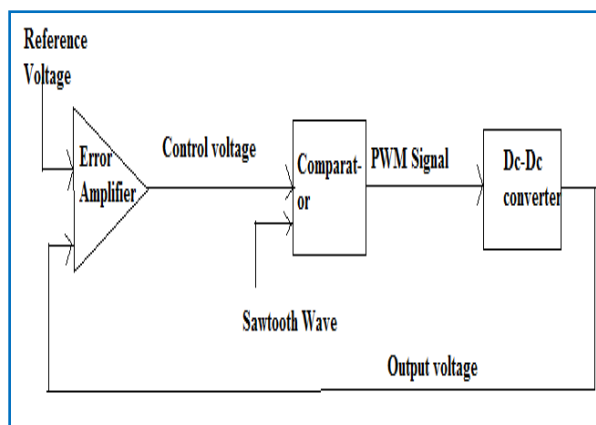 Reference
Voltage
Error
Amplifier
Control voltage
Comparat-
or
PWM Signal
Dc-Dc
converter
Sawtooth Wave
Output voltage